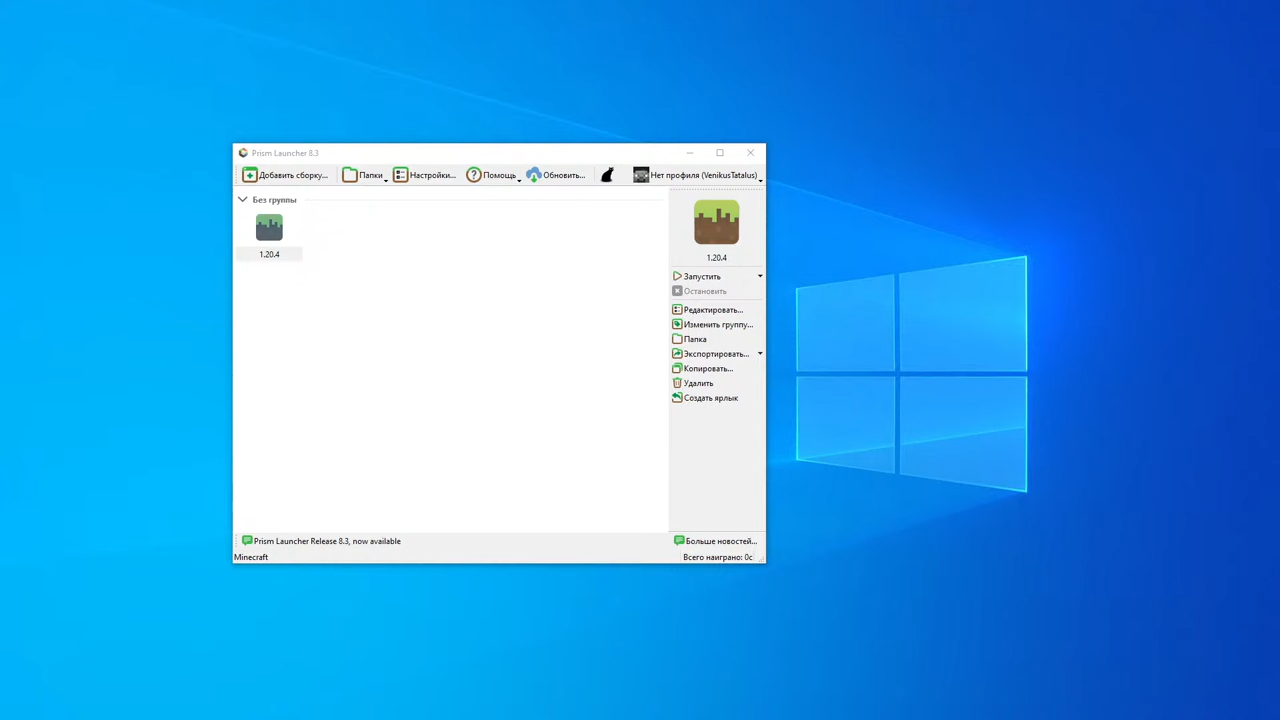 Prism Launcher 8.3
Добавить сборку... Папки Настройки... Помощь Обновить... Нет профиля (VenikusTatalus)
Без группы
1.20.4
1.20.4
Запустить
Остановить
Редактировать...
Изменить группу...
Папка
Экспортировать...
Копировать...
Удалить
Создать ярлык
Prism Launcher Release 8.3, now available
Больше новостей...
Minecraft
Всего наиграно: 0с